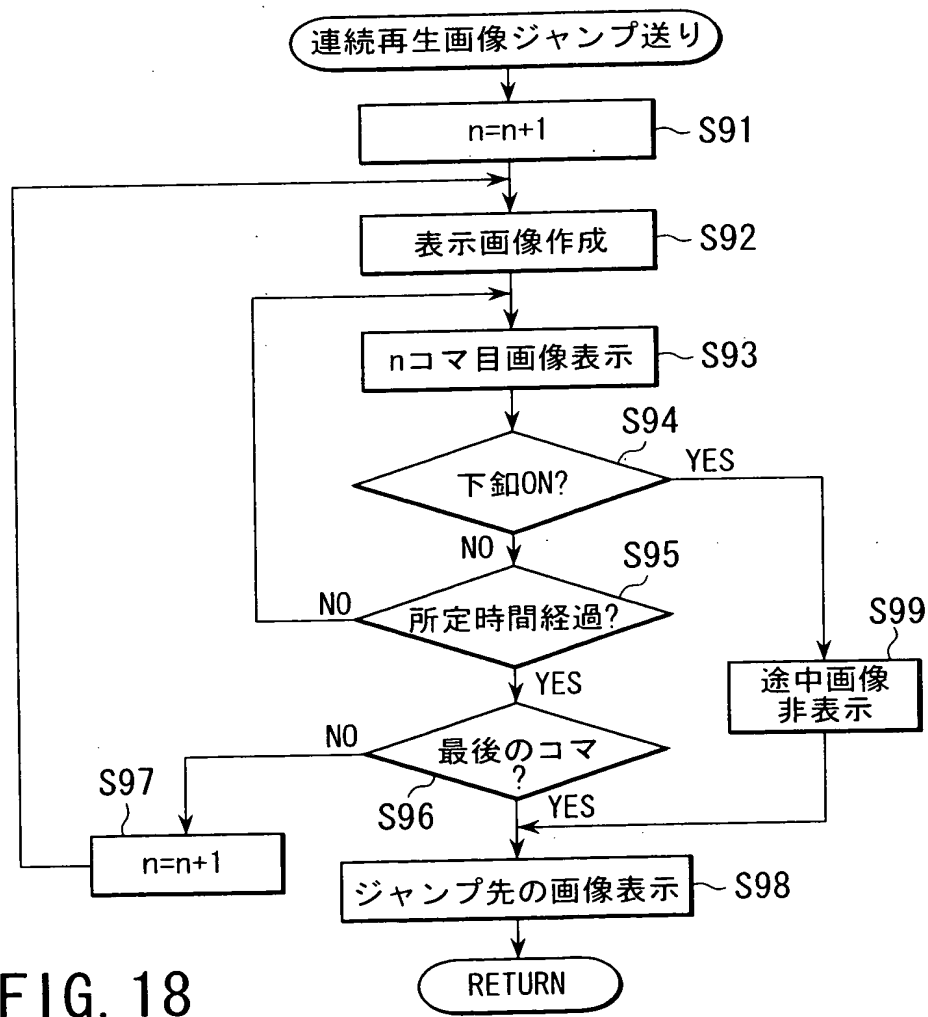 連続再生画像ジャンプ送り
n=n+1
S91
表示画像作成
S92
nコマ目画像表示
S93
S94
下釦ON?
YES
NO
S95
所定時間経過?
NO
YES
S99
途中画像
非表示
最後のコマ
?
NO
S96
YES
S97
n=n+1
ジャンプ先の画像表示
S98
RETURN
FIG. 18